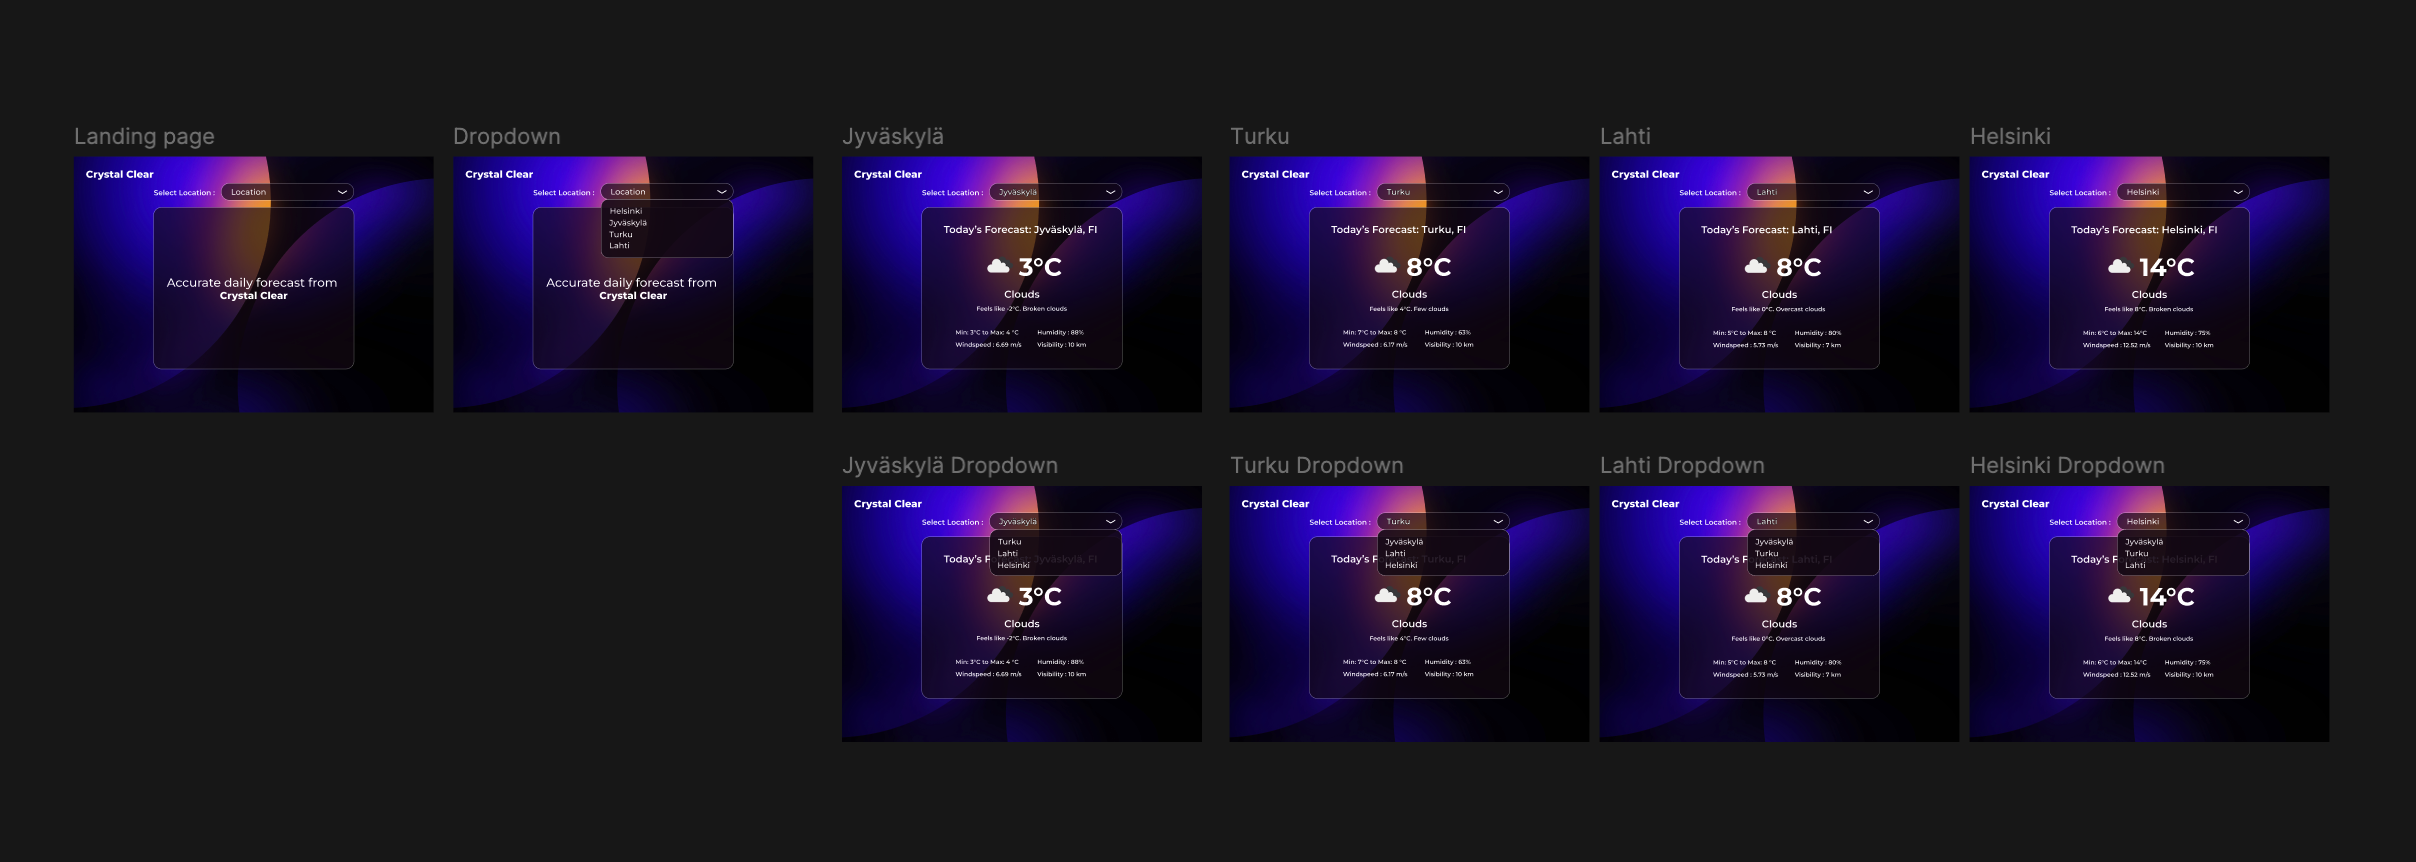 Landing page
Crystal Clear
Select Location :
Location
Accurate daily forecast from
Crystal Clear
Dropdown
Crystal Clear
Select Location :
Location
Helsinki
Jyväskylä
Turku
Lahti
Accurate daily forecast from
Crystal Clear
Jyväskylä
Crystal Clear
Select Location :
Jyväskylä
Today's Forecast: Jyväskylä, FI
3°C
Clouds
Feels like -2°C. Broken clouds
Min: 3°C to Max: 4 °C
Humidity : 88%
Windspeed : 6.69 m/s
Visibility : 10 km
Turku
Crystal Clear
Select Location :
Turku
Today's Forecast: Turku, FI
8°C
Clouds
Feels like 4°C. Few clouds
Min: 7°C to Max: 8 °C
Humidity : 63%
Windspeed : 6.17 m/s
Visibility : 10 km
Lahti
Crystal Clear
Select Location :
Lahti
Today's Forecast: Lahti, FI
8°C
Clouds
Feels like 0°C. Overcast clouds
Min: 5°C to Max: 8 °C
Humidity : 80%
Windspeed : 5.73 m/s
Visibility : 7 km
Helsinki
Crystal Clear
Select Location :
Helsinki
Today's Forecast: Helsinki, FI
14°C
Clouds
Feels like 8°C. Broken clouds
Min: 6°C to Max: 14°C
Humidity : 75%
Windspeed : 12.52 m/s
Visibility : 10 km
Jyväskylä Dropdown
Crystal Clear
Select Location :
Jyväskylä
Turku
Lahti
Helsinki
Today's F st: Jyväskylä, FI
3°C
Clouds
Feels like -2°C. Broken clouds
Min: 3°C to Max: 4 °C
Humidity : 88%
Windspeed : 6.69 m/s
Visibility : 10 km
Turku Dropdown
Crystal Clear
Select Location :
Turku
Jyväskylä
Lahti
Helsinki
Today's F st: Turku, FI
8°C
Clouds
Feels like 4°C. Few clouds
Min: 7°C to Max: 8 °C
Humidity : 63%
Windspeed : 6.17 m/s
Visibility : 10 km
Lahti Dropdown
Crystal Clear
Select Location :
Lahti
Jyväskylä
Turku
Helsinki
Today's F st: Lahti, FI
8°C
Clouds
Feels like 0°C. Overcast clouds
Min: 5°C to Max: 8 °C
Humidity : 80%
Windspeed : 5.73 m/s
Visibility : 7 km
Helsinki Dropdown
Crystal Clear
Select Location :
Helsinki
Jyväskylä
Turku
Lahti
Today's F st: Helsinki, FI
14°C
Clouds
Feels like 8°C. Broken clouds
Min: 6°C to Max: 14°C
Humidity : 75%
Windspeed : 12.52 m/s
Visibility : 10 km